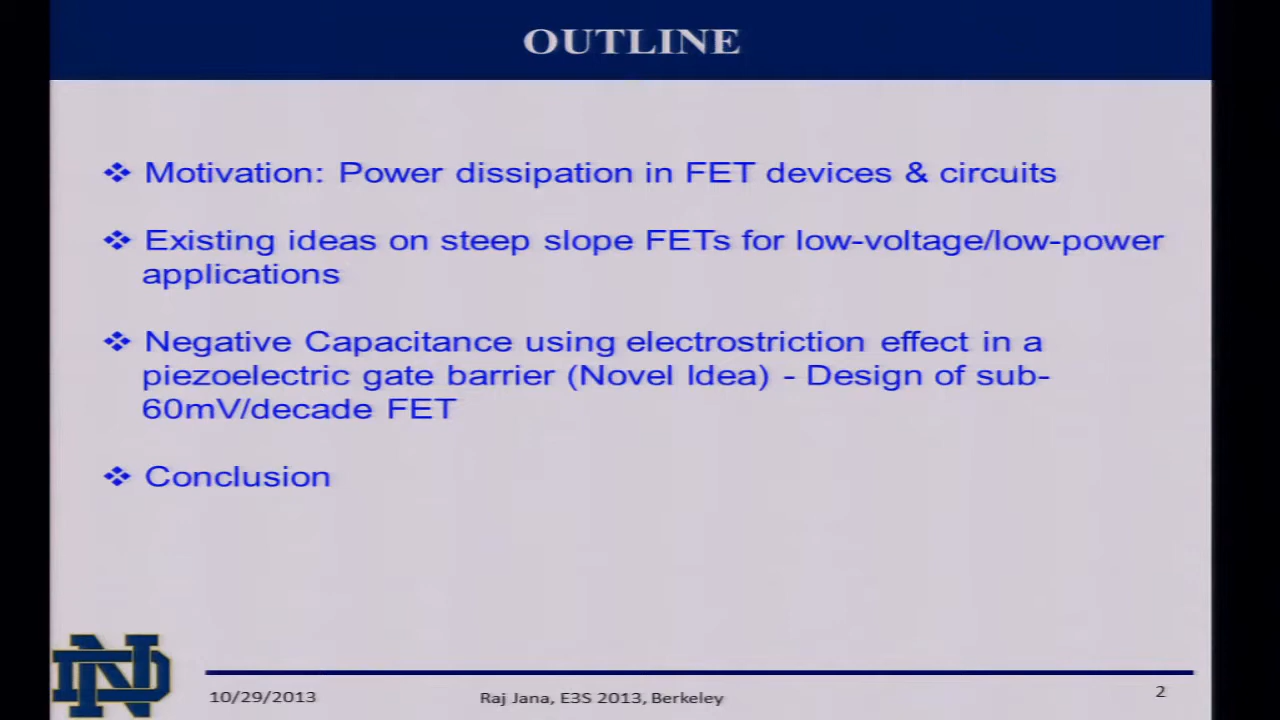 OUTLINE
❖ Motivation: Power dissipation in FET devices & circuits
❖ Existing ideas on steep slope FETs for low-voltage/low-power
applications
❖ Negative Capacitance using electrostriction effect in a
piezoelectric gate barrier (Novel Idea) - Design of sub-
60mV/decade FET
❖ Conclusion
ND
10/29/2013
Raj Jana, E3S 2013, Berkeley
2